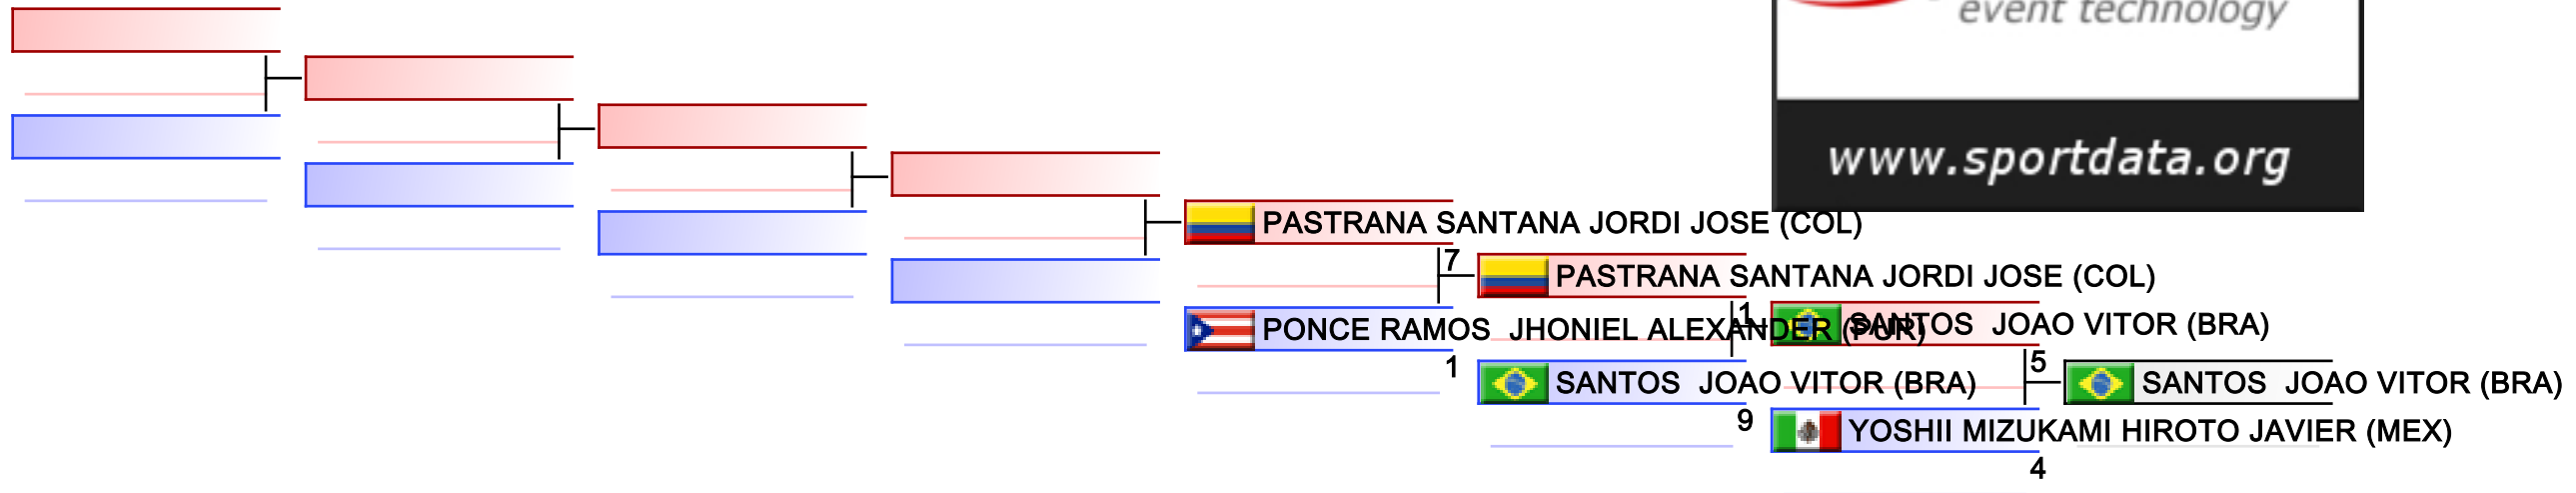 event technology
www.sportdata.org
PASTRANA SANTANA JORDI JOSE (COL)
7
PASTRANA SANTANA JORDI JOSE (COL)
PONCE RAMOS JHONIEL ALEXANDER (PUR)
1
1
SANTOS JOAO VITOR (BRA)
5
SANTOS JOAO VITOR (BRA)
9
SANTOS JOAO VITOR (BRA)
YOSHII MIZUKAMI HIROTO JAVIER (MEX)
4